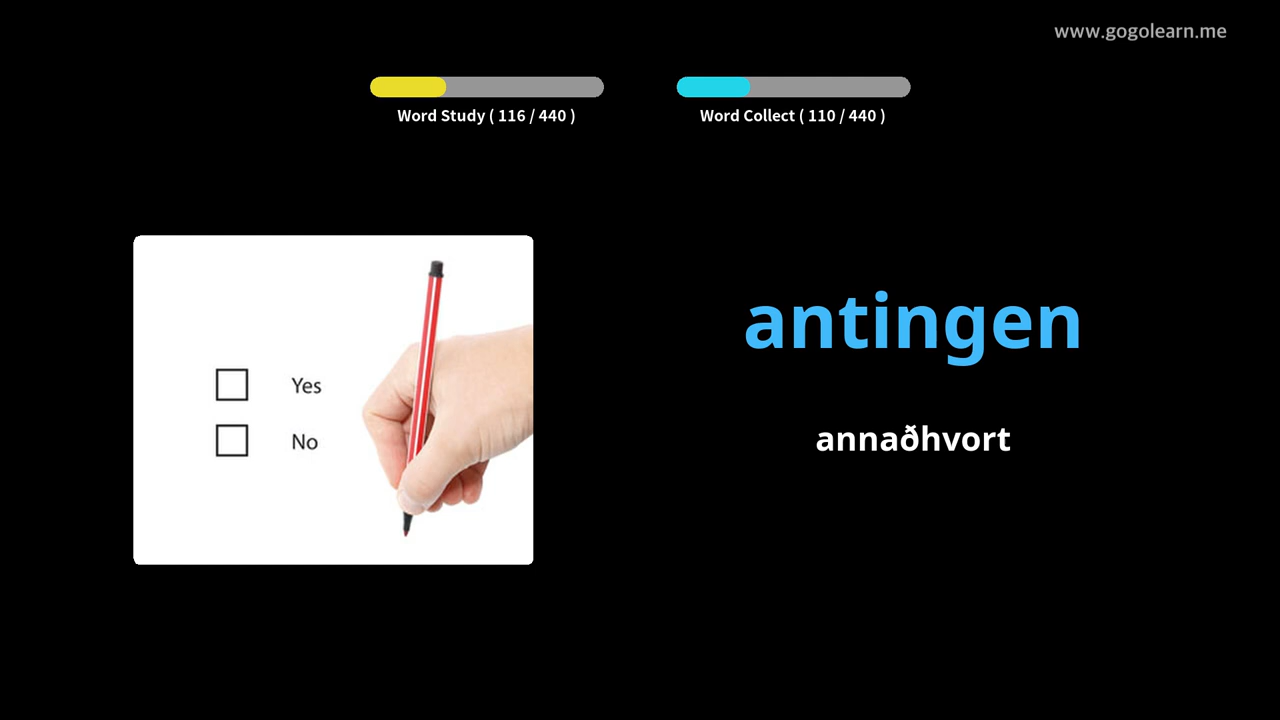 www.gogolearn.me
Word Study ( 116 / 440 )
Word Collect ( 110 / 440 )
Yes
No
antingen
annaðhvort